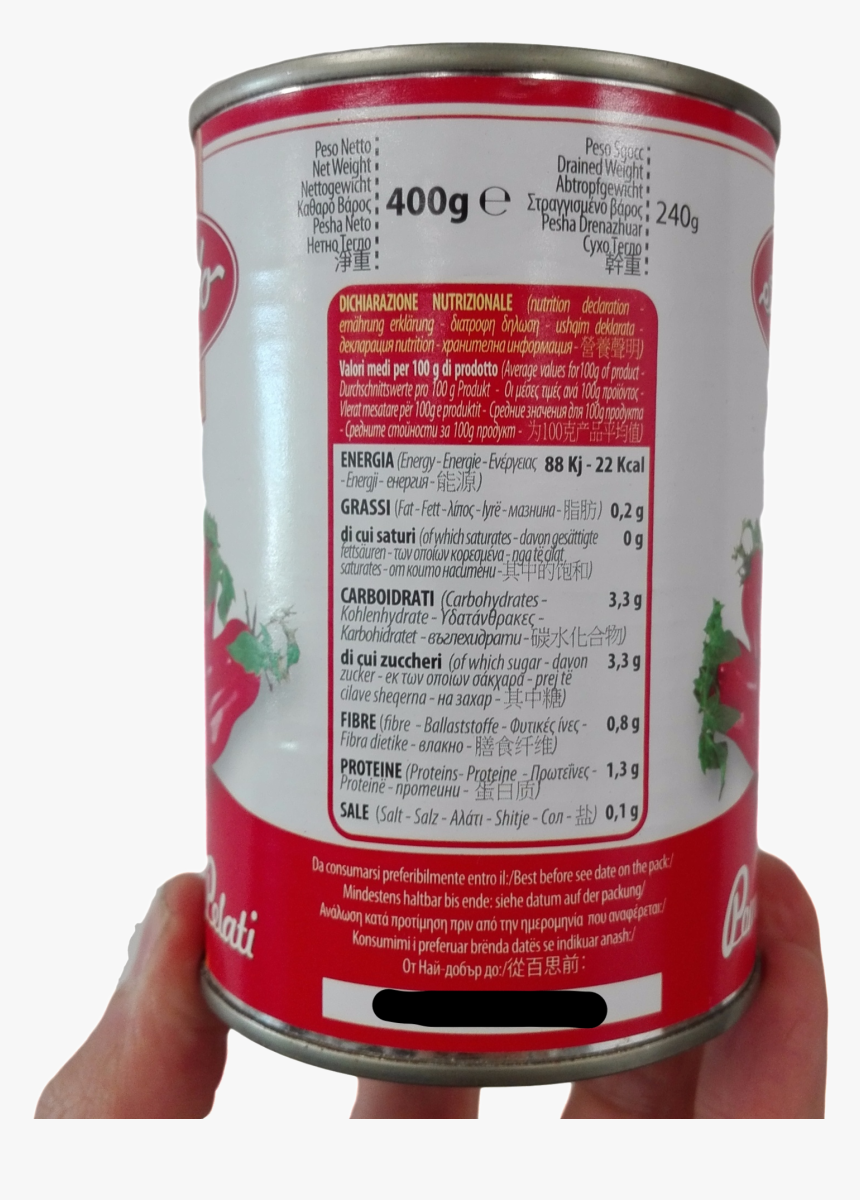 Peso Netto
Net Weight
Nettogewicht
Καθαρό Βάρος
Pesha Neto
Нетно Тегло
淨重
400g ℮
Peso Sgocc
Drained Weight
Abtropfgewicht
Στραγγισμένο βάρος
Pesha Drenazhuar
Сухо Тегло
幹重
240g
DICHIARAZIONE NUTRIZIONALE (nutrition declaration -
ernährung erklärung - διατροφη δηλωση - ushqim deklarata -
декларация nutrition - хранителна информация - 營養聲明)
Valori medi per 100 g di prodotto (Average values for 100g of product -
Durchschnittswerte pro 100 g Produkt - Οι μέσες τιμές ανά 100g προϊόντος -
Vlerat mesatare për 100g e produktit - Средние значения для 100g продукта
- Средните стойности за 100g продукт - 为100克产品平均值)
ENERGIA (Energy - Energie - Ενέργειας 88 Kj - 22 Kcal
- Energji - енергия - 能源)
GRASSI (Fat - Fett - λίπος - lyrë - мазнина - 脂肪) 0,2 g
di cui saturi (of which saturates - davon gesättigte 0 g
fettsäuren - των οποίων κορεσμένα - nga të cilat
saturates - от които наситени - 其中的饱和)
CARBOIDRATI (Carbohydrates - 3,3 g
Kohlenhydrate - Υδατάνθρακες -
Karbohidratet - въглехидрати - 碳水化合物)
di cui zuccheri (of which sugar - davon 3,3 g
zucker - εκ των οποίων σάκχαρα - prej të
cilave sheqerna - на захар - 其中糖)
FIBRE (fibre - Ballaststoffe - Φυτικές ίνες - 0,8 g
Fibra dietike - влакно - 膳食纤维)
PROTEINE (Proteins - Proteine - Πρωτεΐνες - 1,3 g
Proteinë - протеини - 蛋白质)
SALE (Salt - Salz - Αλάτι - Shitje - Сол - 盐) 0,1 g
Da consumarsi preferibilmente entro il:/Best before see date on the pack:/
Mindestens haltbar bis ende: siehe datum auf der packung/
Ανάλωση κατά προτίμηση πριν από την ημερομηνία που αναφέρεται:/
Konsumimi i preferuar brënda datës se indikuar anash:/
От Най-добър до:/從百思前:
Pelati